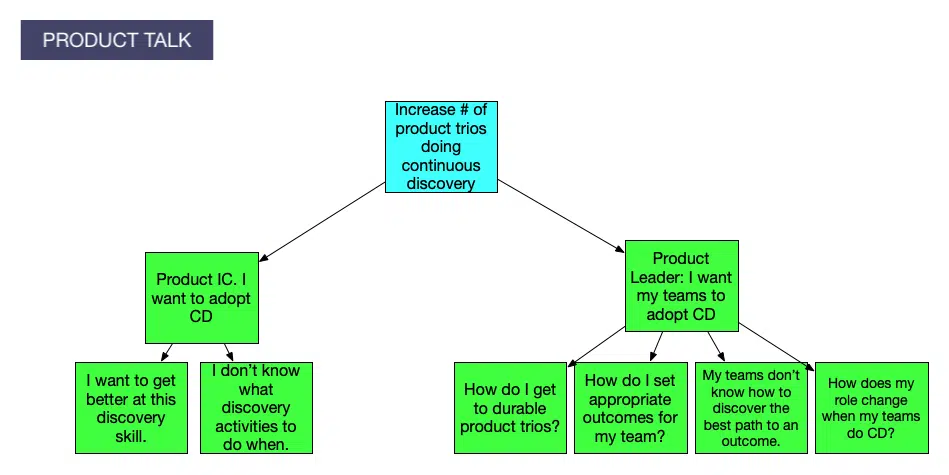 PRODUCT TALK
Increase # of
product trios
doing
continuous
discovery
Product IC. I
want to adopt
CD
Product
Leader: I want
my teams to
adopt CD
I want to get
better at this
discovery
skill.
I don't know
what
discovery
activities to
do when.
How do I get
to durable
product trios?
How do I set
appropriate
outcomes for
my team?
My teams don't
know how to
discover the
best path to an
outcome.
How does my
role change
when my teams
do CD?